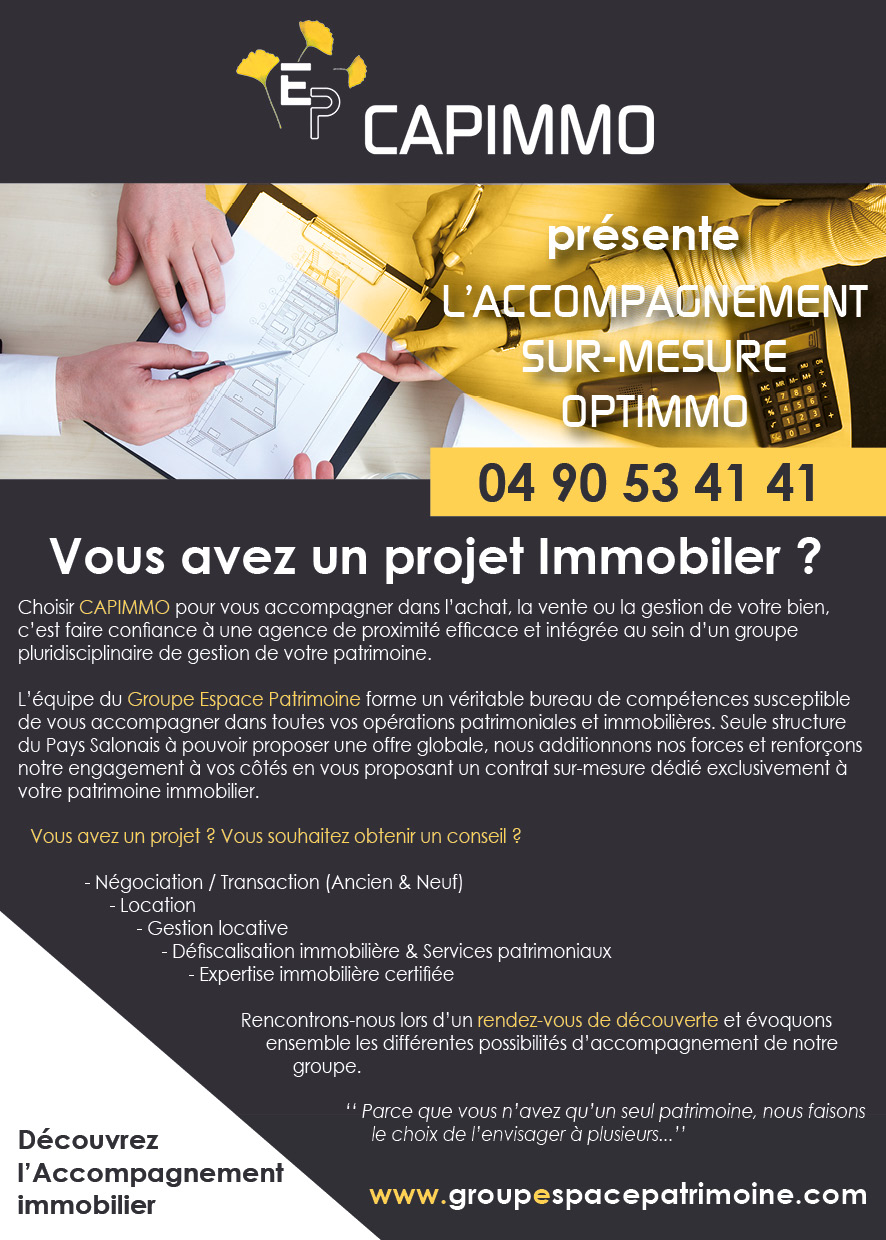 EP CAPIMMO
présente
L'ACCOMPAGNEMENT
SUR-MESURE
OPTIMMO
04 90 53 41 41
Vous avez un projet Immobiler ?
Choisir CAPIMMO pour vous accompagner dans l'achat, la vente ou la gestion de votre bien,
c'est faire confiance à une agence de proximité efficace et intégrée au sein d'un groupe
pluridisciplinaire de gestion de votre patrimoine.
L'équipe du Groupe Espace Patrimoine forme un véritable bureau de compétences susceptible
de vous accompagner dans toutes vos opérations patrimoniales et immobilières. Seule structure
du Pays Salonais à pouvoir proposer une offre globale, nous additionnons nos forces et renforçons
notre engagement à vos côtés en vous proposant un contrat sur-mesure dédié exclusivement à
votre patrimoine immobilier.
Vous avez un projet ? Vous souhaitez obtenir un conseil ?
- Négociation / Transaction (Ancien & Neuf)
- Location
- Gestion locative
- Défiscalisation immobilière & Services patrimoniaux
- Expertise immobilière certifiée
Rencontrons-nous lors d'un rendez-vous de découverte et évoquons
ensemble les différentes possibilités d'accompagnement de notre
groupe.
‘‘ Parce que vous n'avez qu'un seul patrimoine, nous faisons
le choix de l'envisager à plusieurs...’’
Découvrez
l'Accompagnement
immobilier
www.groupespacepatrimoine.com